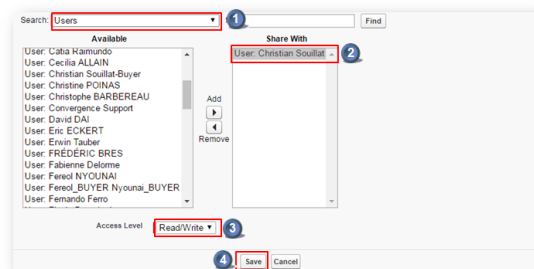 Search: Users 1 Find
Available Share With
User: Catia Raimundo
User: Christian Souillat 2
User: Cecilia ALLAIN
User: Christian Souillat-Buyer
User: Christine POINAS
User: Christophe BARBEREAU
User: Convergence Support
User: David DAI
User: Eric ECKERT
User: Erwin Tauber
User: FRÉDÉRIC BRES
User: Fabienne Delorme
User: Fereol NYOUNAI
User: Fereol_BUYER Nyounai_BUYER
User: Fernando Ferro
Add
Remove
Access Level Read/Write 3
4 Save Cancel